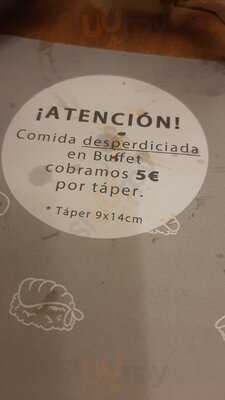 ¡ATENCIÓN!
Comida desperdiciada
en Buffet
cobramos 5€
por táper.
* Táper 9x14cm